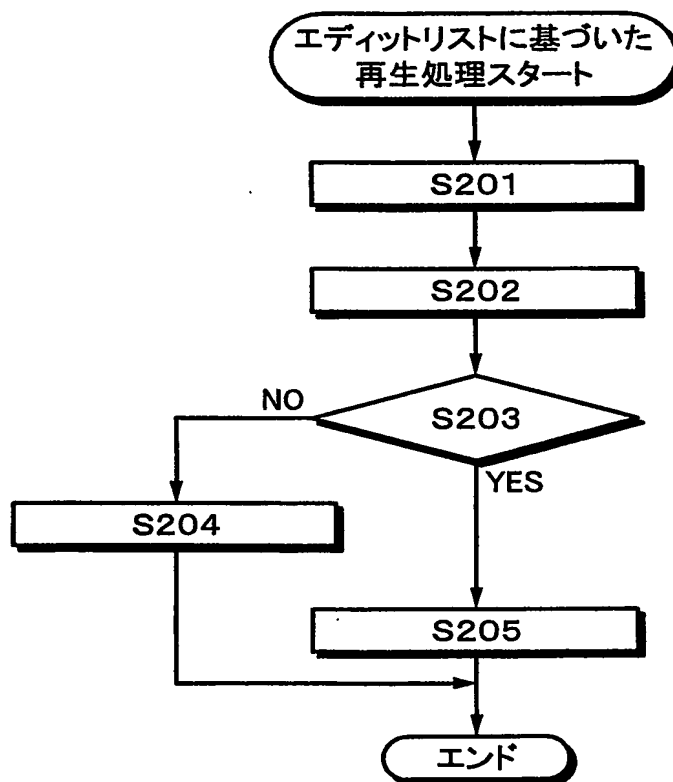 エディットリストに基づいた
再生処理スタート
S201
S202
S203
NO
YES
S204
S205
エンド